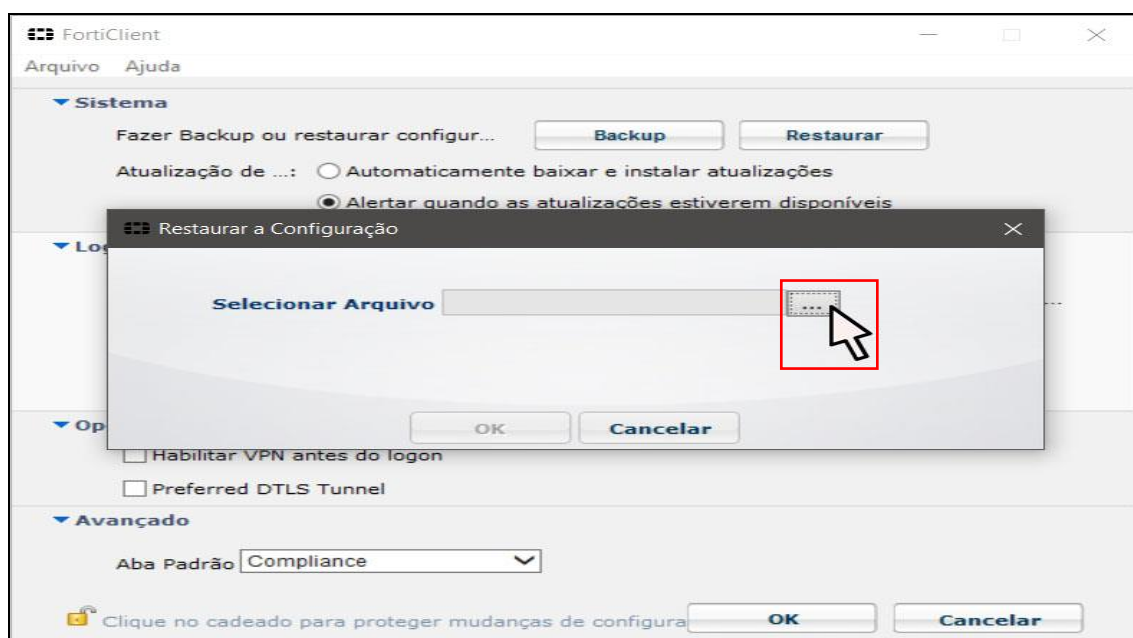 FortiClient
Arquivo Ajuda
Sistema
Fazer Backup ou restaurar configur... Backup Restaurar
Atualização de ...: Automaticamente baixar e instalar atualizações
Alertar quando as atualizações estiverem disponíveis
Restaurar a Configuração
Selecionar Arquivo ...
OK Cancelar
Habilitar VPN antes do logon
Preferred DTLS Tunnel
Avançado
Aba Padrão Compliance
Clique no cadeado para proteger mudanças de configura OK Cancelar